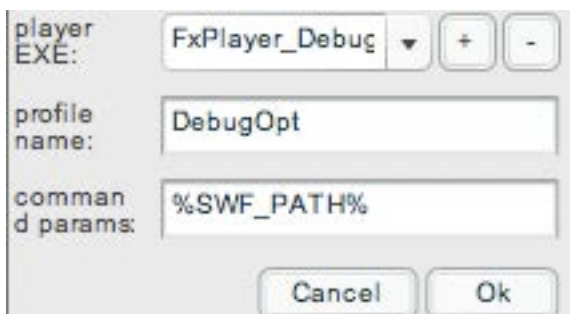 player
EXE:
FxPlayer_Debug
+
-
profile
name:
DebugOpt
comman
d params:
%SWF_PATH%
Cancel
Ok